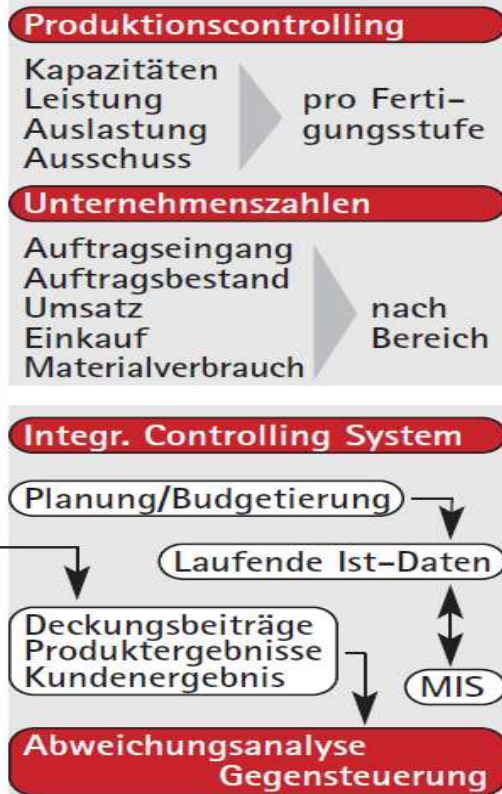 Produktionscontrolling
Kapazitäten
Leistung
Auslastung
Ausschuss
pro Ferti-
gungsstufe
Unternehmenszahlen
Auftragseingang
Auftragsbestand
Umsatz
Einkauf
Materialverbrauch
nach
Bereich
Integr. Controlling System
Planung/Budgetierung
Laufende Ist-Daten
Deckungsbeiträge
Produktergebnisse
Kundenergebnis
MIS
Abweichungsanalyse
Gegensteuerung